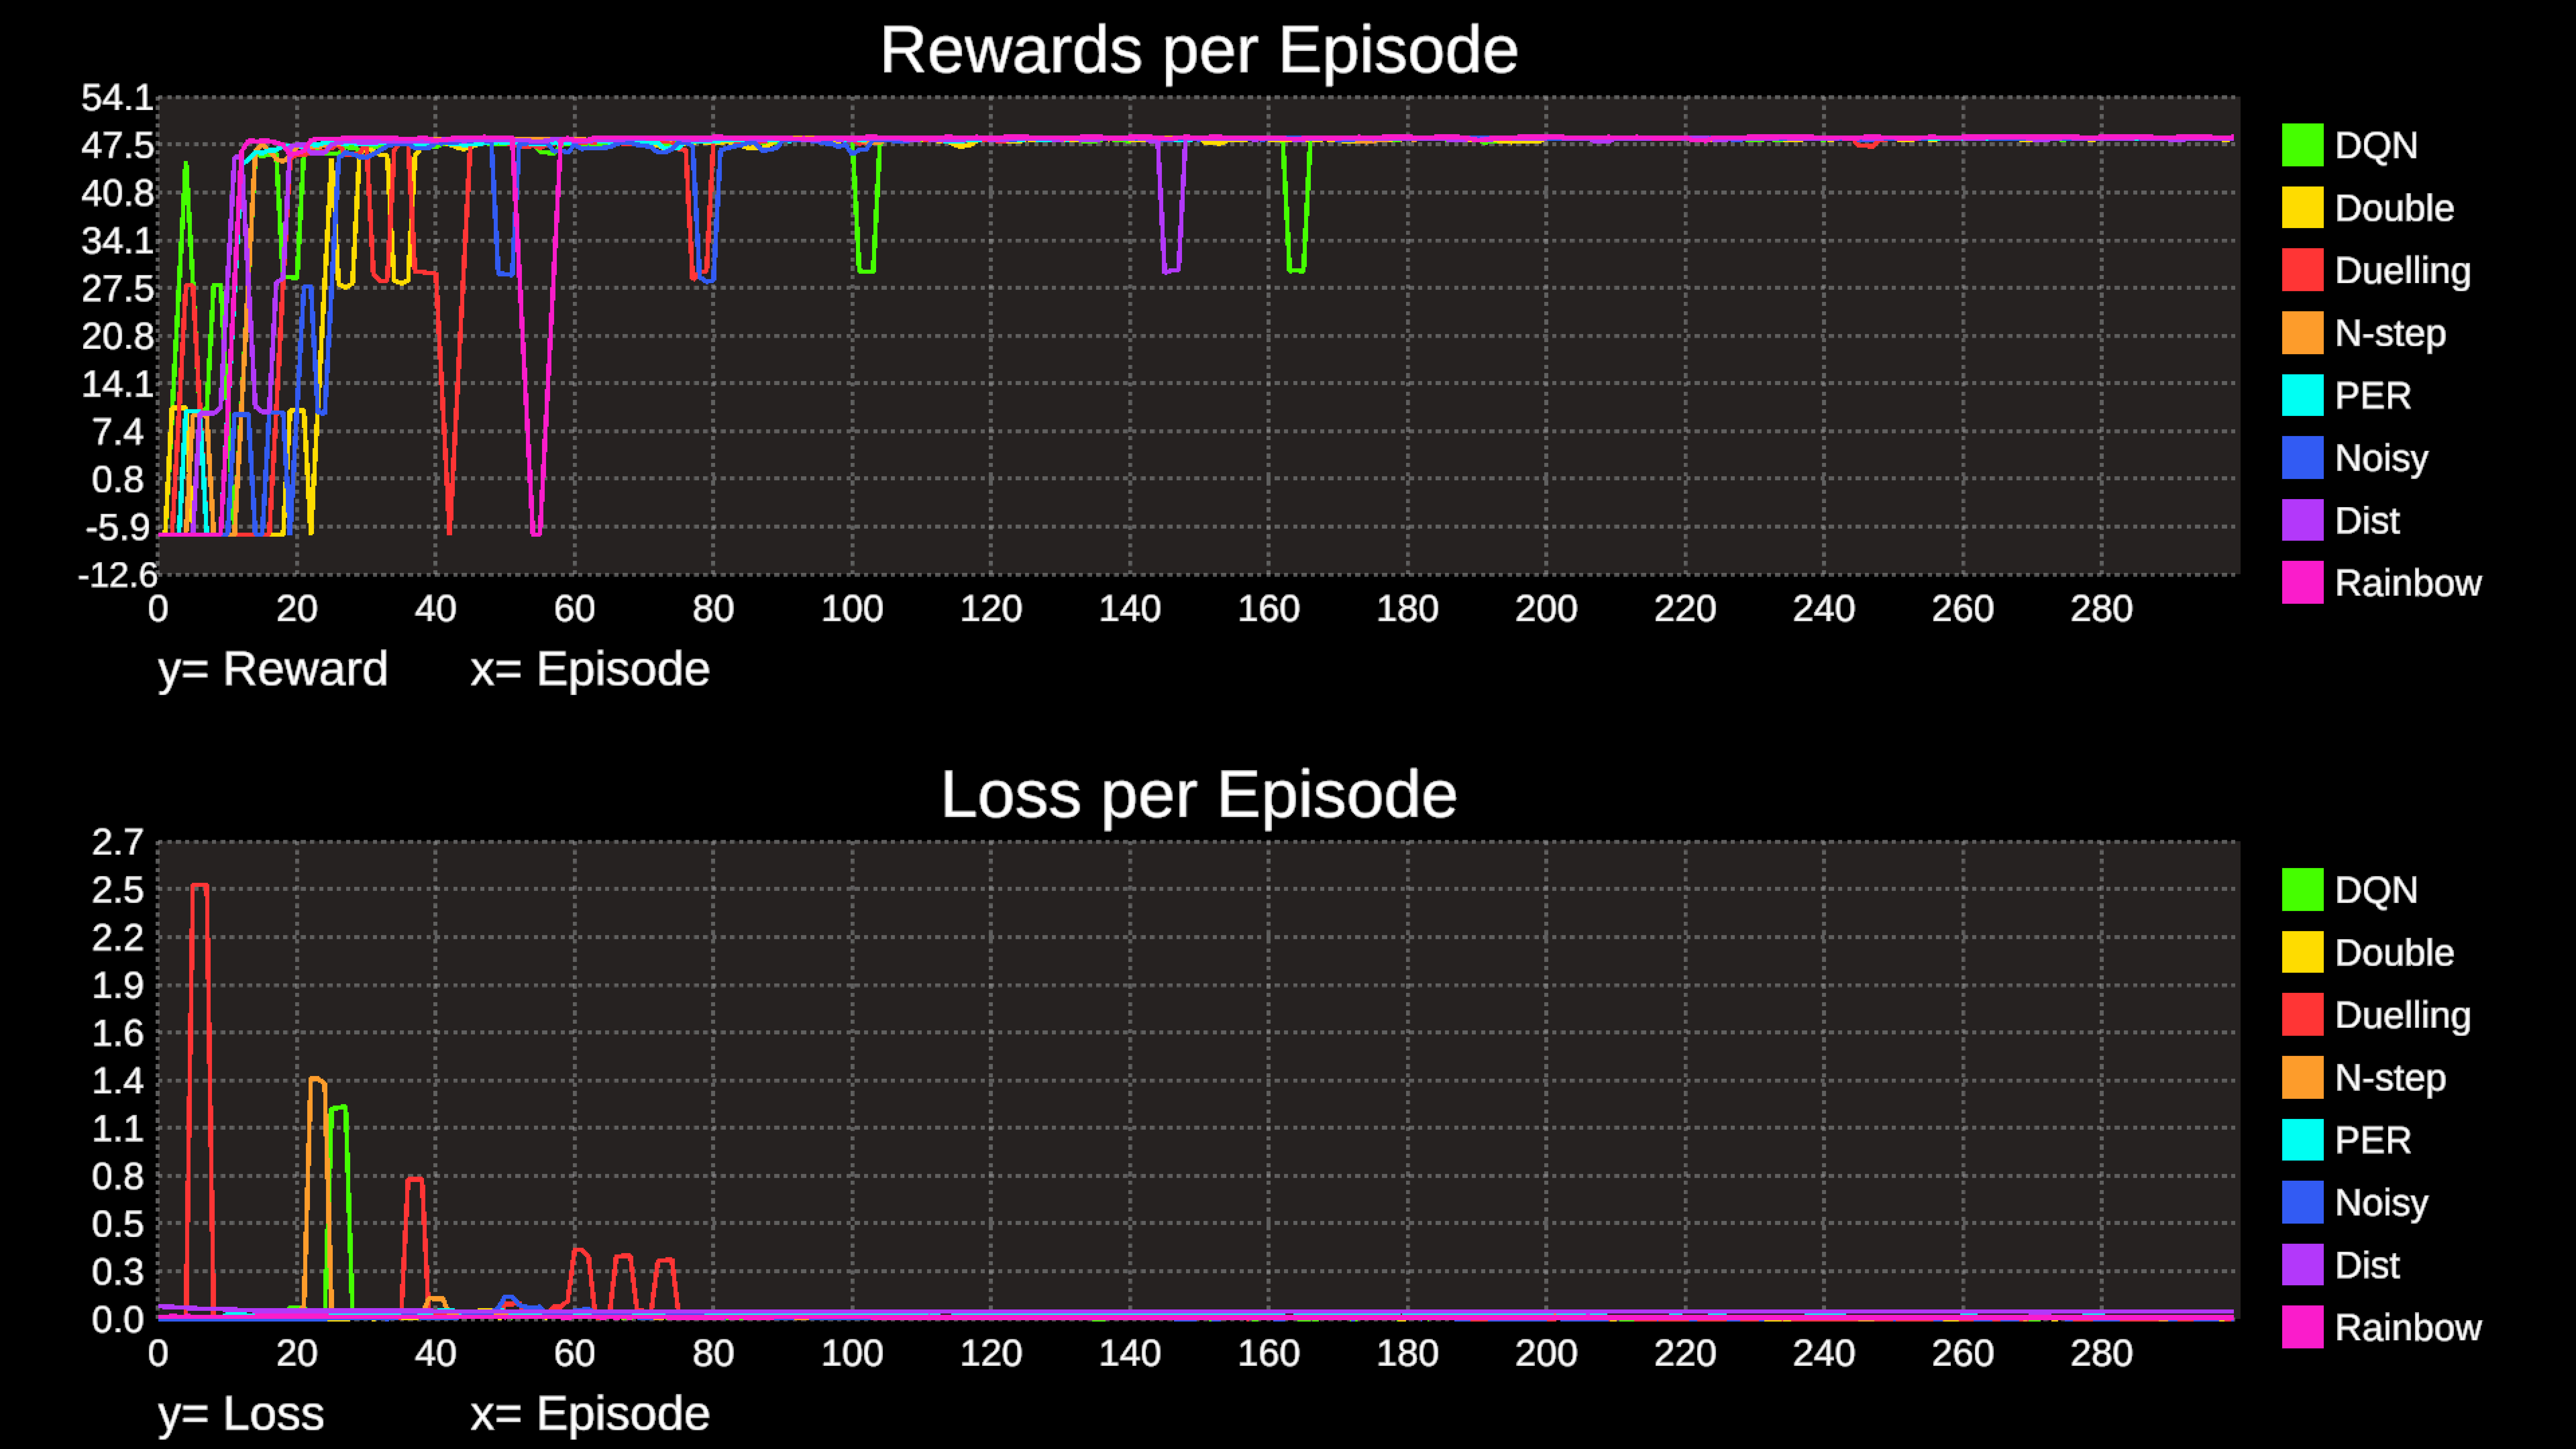 Rewards per Episode
54.1
47.5
40.8
34.1
27.5
20.8
14.1
7.4
0.8
-5.9
-12.6
0 20 40 60 80 100 120 140 160 180 200 220 240 260 280
y= Reward x= Episode
DQN
Double
Duelling
N-step
PER
Noisy
Dist
Rainbow
Loss per Episode
2.7
2.5
2.2
1.9
1.6
1.4
1.1
0.8
0.5
0.3
0.0
0 20 40 60 80 100 120 140 160 180 200 220 240 260 280
y= Loss x= Episode
DQN
Double
Duelling
N-step
PER
Noisy
Dist
Rainbow